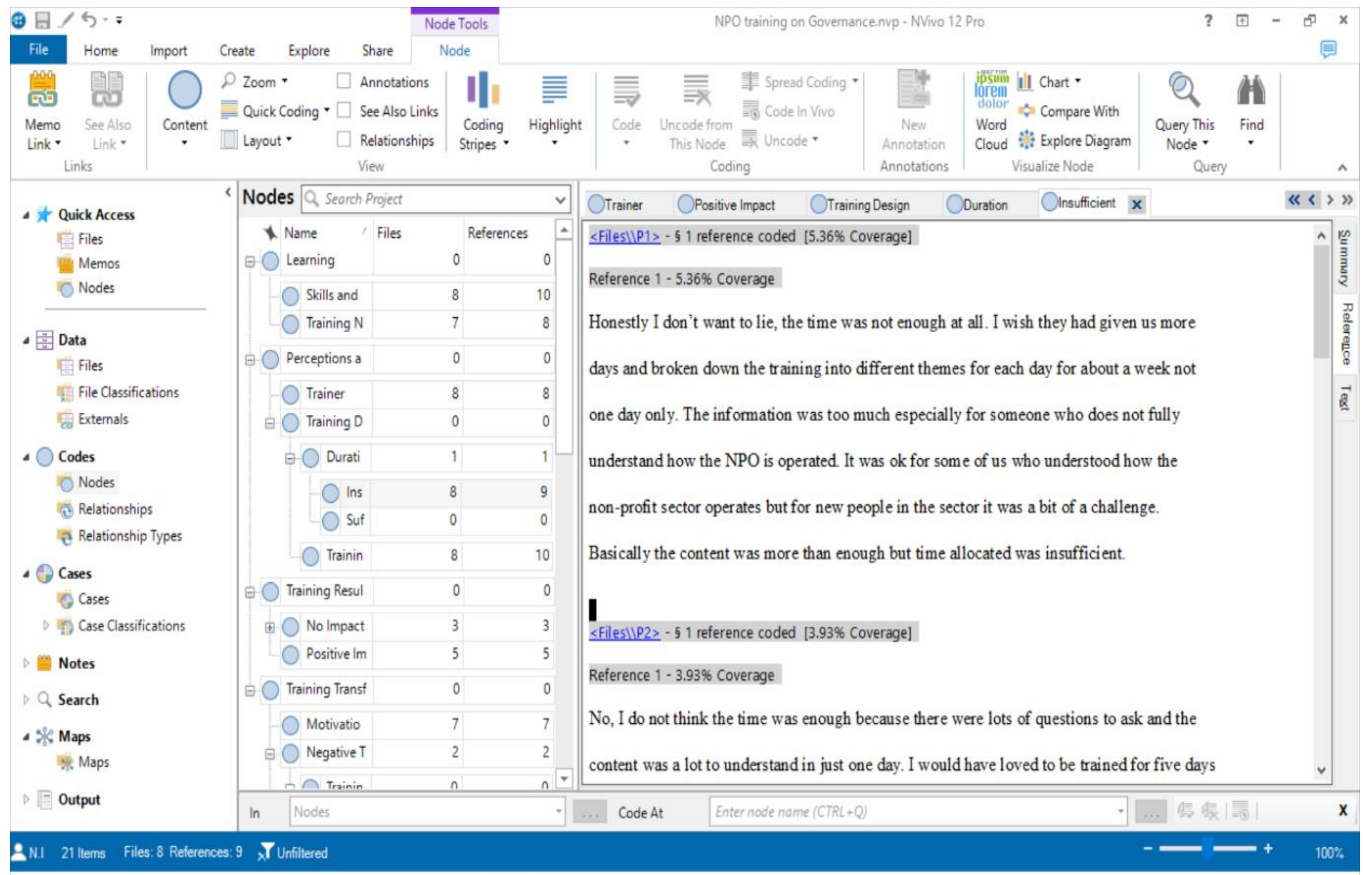 Node Tools
NPO training on Governance.nvp - NVivo 12 Pro
File Home Import Create Explore Share Node
Memo Link
See Also Link
Links
Content
Zoom
Quick Coding
Layout
Annotations
See Also Links
Relationships
Coding Stripes
Highlight
View
Code
Uncode from This Node
Spread Coding
Code In Vivo
Uncode
Coding
New Annotation
Annotations
Word Cloud
Chart
Compare With
Explore Diagram
Visualize Node
Query This Node
Find
Query
Quick Access
Files
Memos
Nodes
Data
Files
File Classifications
Externals
Codes
Nodes
Relationships
Relationship Types
Cases
Cases
Case Classifications
Notes
Search
Maps
Maps
Output
Nodes Search Project
Name Files References
Learning 0 0
Skills and 8 10
Training N 7 8
Perceptions a 0 0
Trainer 8 8
Training D 0 0
Durati 1 1
Ins 8 9
Suf 0 0
Trainin 8 10
Training Resul 0 0
No Impact 3 3
Positive Im 5 5
Training Transf 0 0
Motivatio 7 7
Negative T 2 2
Trainin 0 0
Trainer Positive Impact Training Design Duration Insufficient x
<Files\\P1> - § 1 reference coded [5.36% Coverage]
Reference 1 - 5.36% Coverage
Honestly I don't want to lie, the time was not enough at all. I wish they had given us more
days and broken down the training into different themes for each day for about a week not
one day only. The information was too much especially for someone who does not fully
understand how the NPO is operated. It was ok for some of us who understood how the
non-profit sector operates but for new people in the sector it was a bit of a challenge.
Basically the content was more than enough but time allocated was insufficient.
<Files\\P2> - § 1 reference coded [3.93% Coverage]
Reference 1 - 3.93% Coverage
No, I do not think the time was enough because there were lots of questions to ask and the
content was a lot to understand in just one day. I would have loved to be trained for five days
Summary
Reference
Text
In Nodes ... Code At Enter node name (CTRL+Q) ... X
N.I 21 Items Files: 8 References: 9 Unfiltered 100%